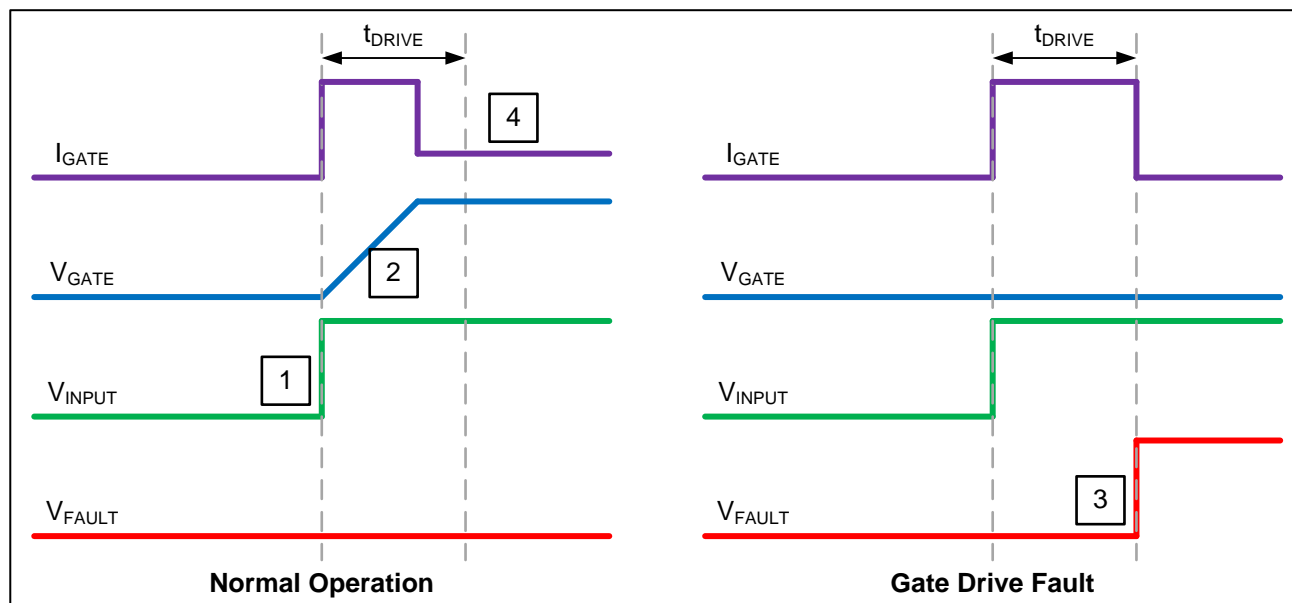 tDRIVE
IGATE
4
VGATE
2
VINPUT
1
VFAULT
Normal Operation
tDRIVE
IGATE
VGATE
VINPUT
VFAULT
3
Gate Drive Fault